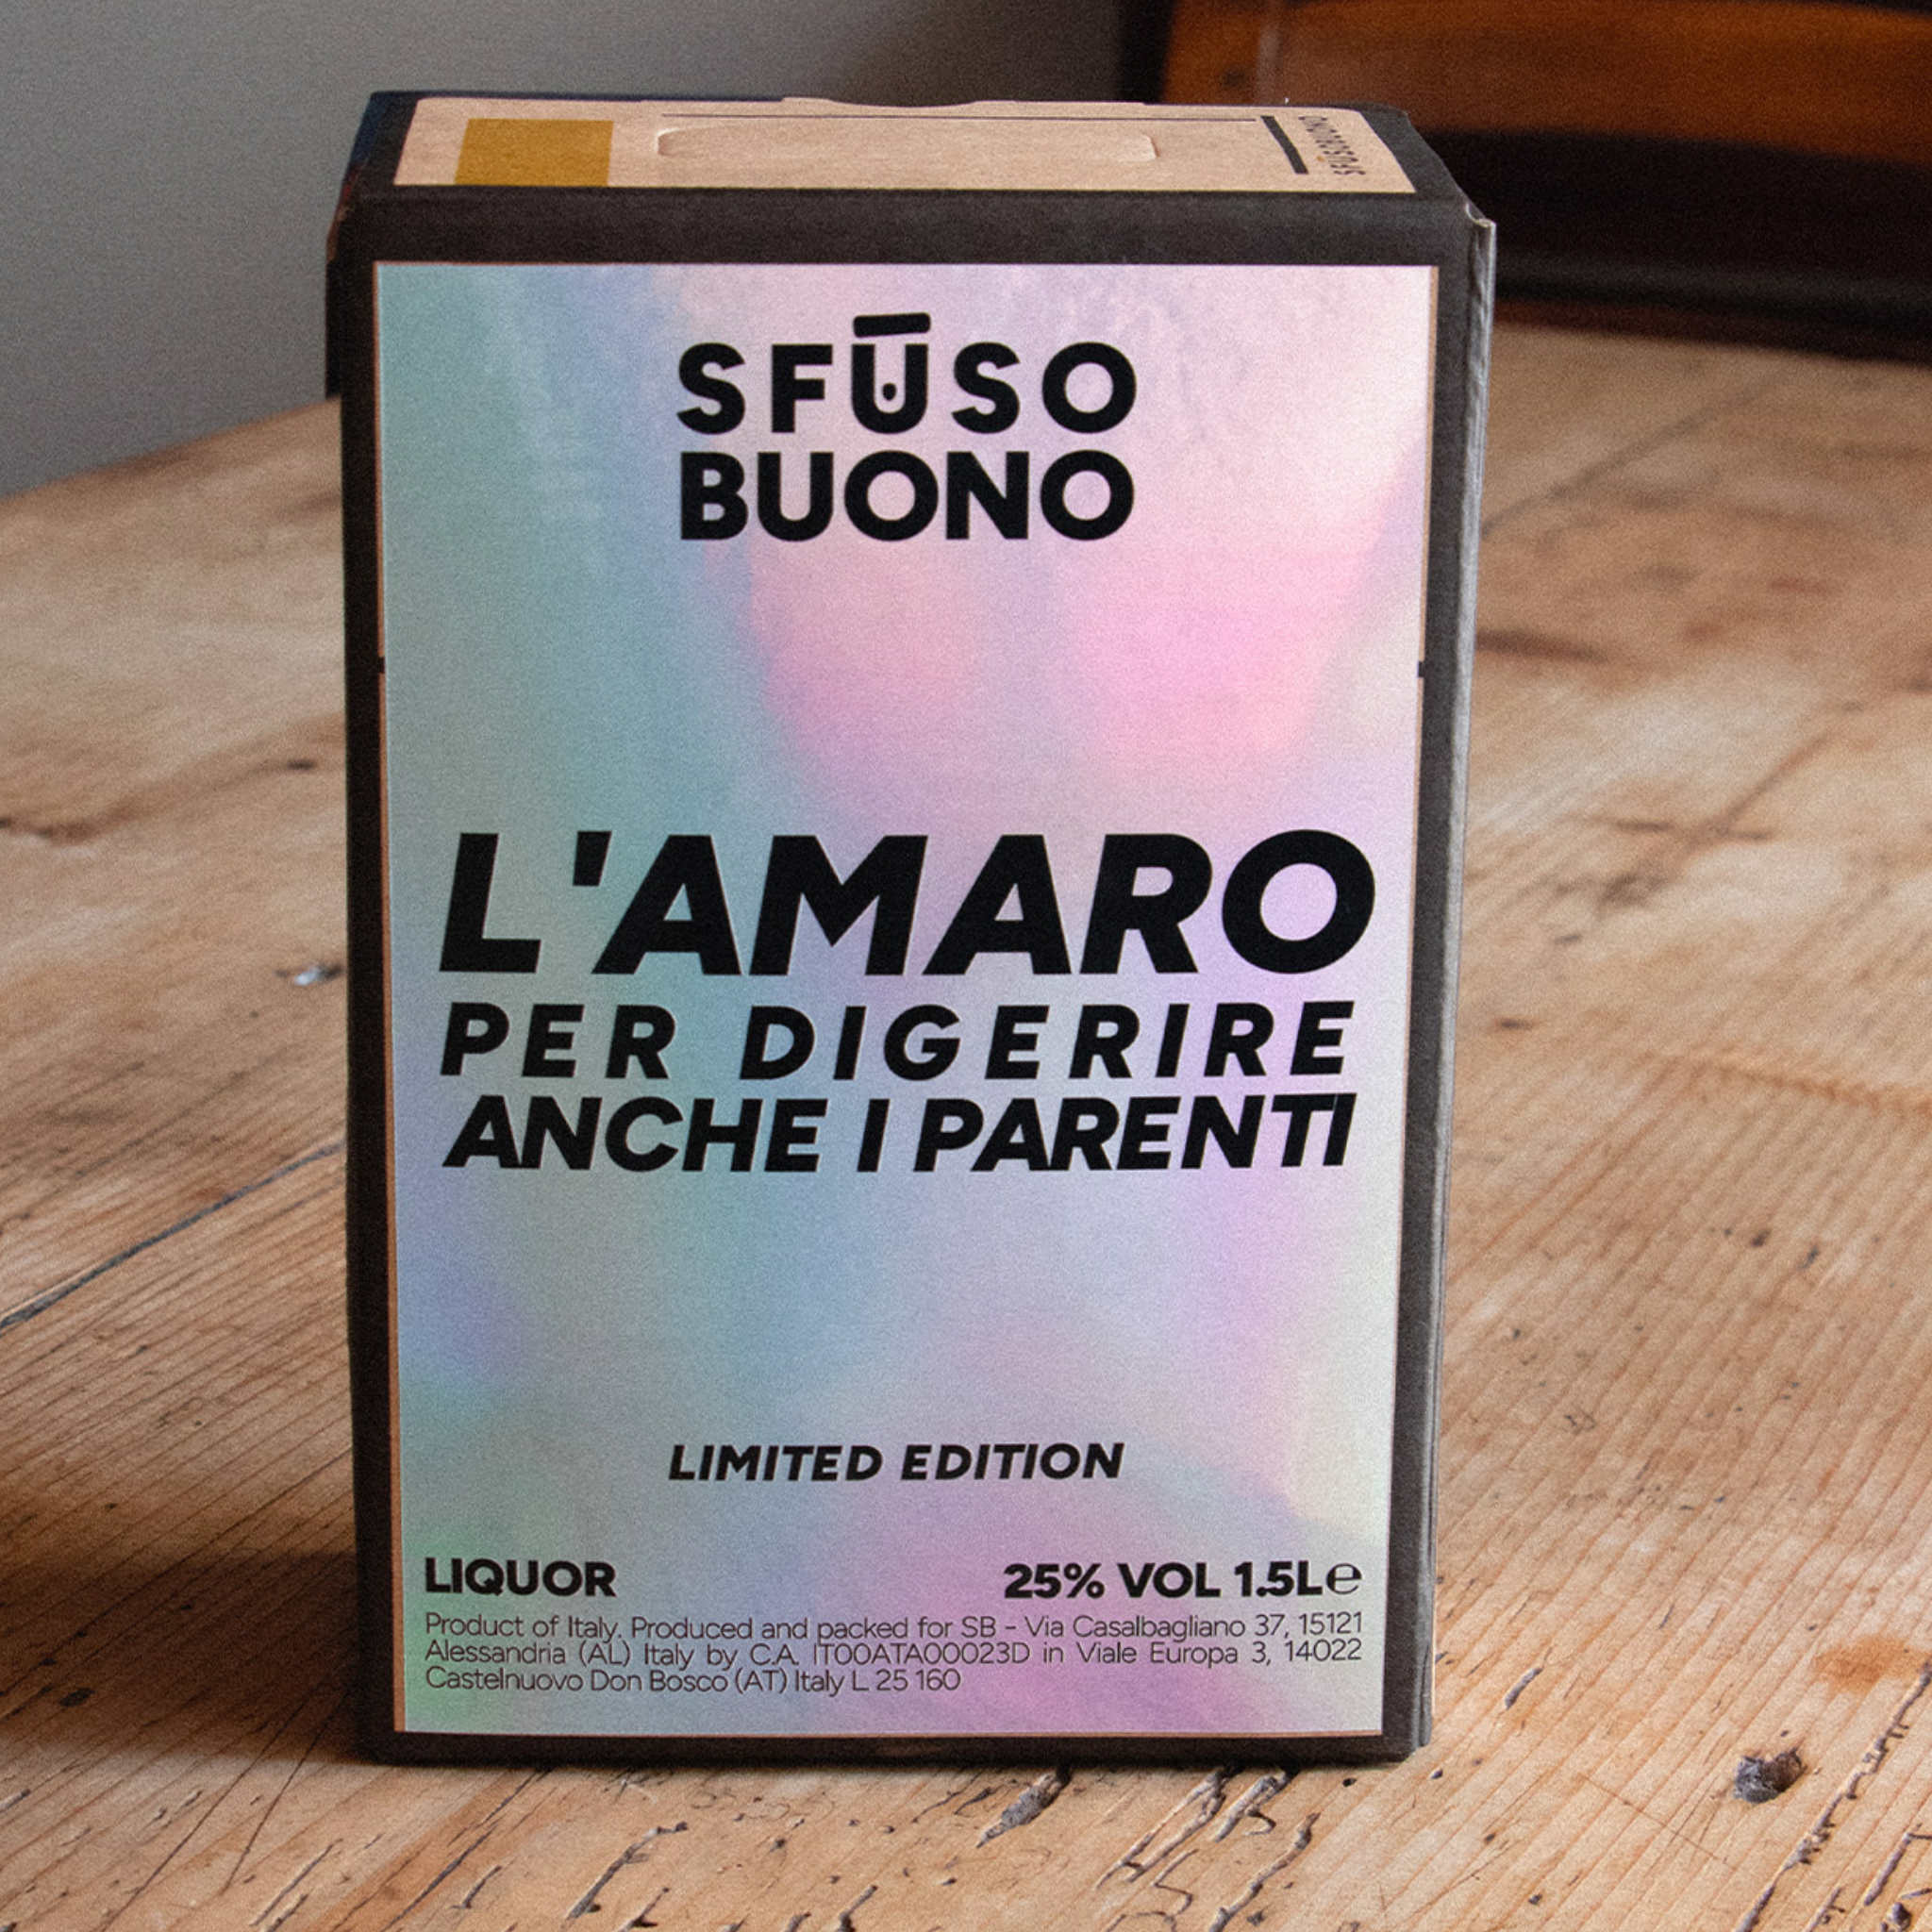 SFUSOBUONO
SFŪSO
BUONO
L'AMARO
PER DIGERIRE
ANCHE I PARENTI
LIMITED EDITION
LIQUOR
25% VOL 1.5L℮
Product of Italy. Produced and packed for SB - Via Casalbagliano 37, 15121
Alessandria (AL) Italy by C.A. IT00ATA00023D in Viale Europa 3, 14022
Castelnuovo Don Bosco (AT) Italy L 25 160